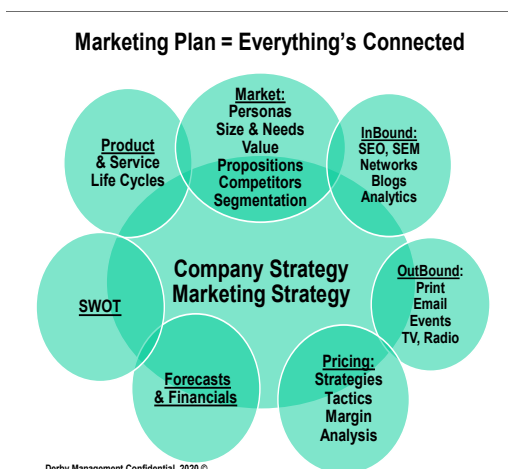 Marketing Plan = Everything's Connected
Market:
Personas
Size & Needs
Value
Propositions
Competitors
Segmentation
Product
& Service
Life Cycles
InBound:
SEO, SEM
Networks
Blogs
Analytics
Company Strategy
Marketing Strategy
SWOT
OutBound:
Print
Email
Events
TV, Radio
Forecasts
& Financials
Pricing:
Strategies
Tactics
Margin
Analysis
Derby Management Confidential 2020 ©